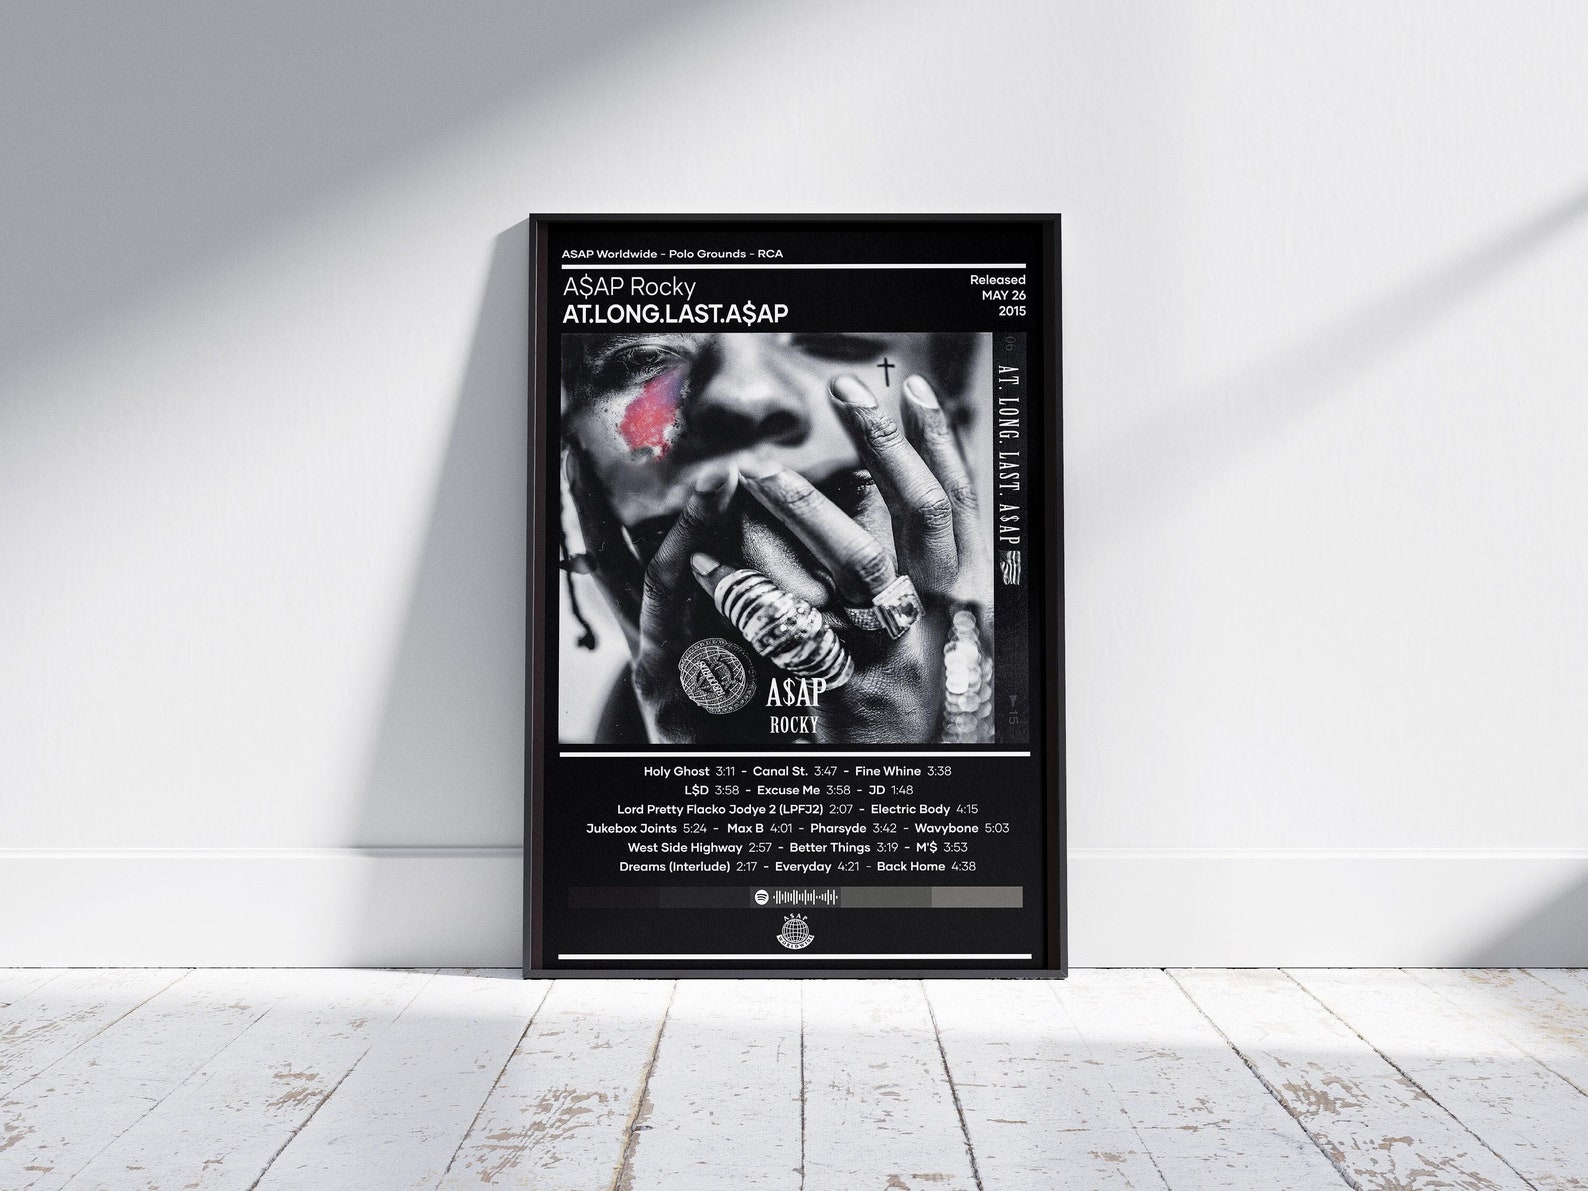 ASAP Worldwide - Polo Grounds - RCA
A$AP Rocky
AT.LONG.LAST.A$AP
Released
MAY 26
2015
AT. LONG. LAST. A$AP
A$AP
ROCKY
Holy Ghost 3:11 - Canal St. 3:47 - Fine Whine 3:38
L$D 3:58 - Excuse Me 3:58 - JD 1:48
Lord Pretty Flacko Jodye 2 (LPFJ2) 2:07 - Electric Body 4:15
Jukebox Joints 5:24 - Max B 4:01 - Pharsyde 3:42 - Wavybone 5:03
West Side Highway 2:57 - Better Things 3:19 - M'$ 3:53
Dreams (Interlude) 2:17 - Everyday 4:21 - Back Home 4:38
A$AP
WORLDWIDE